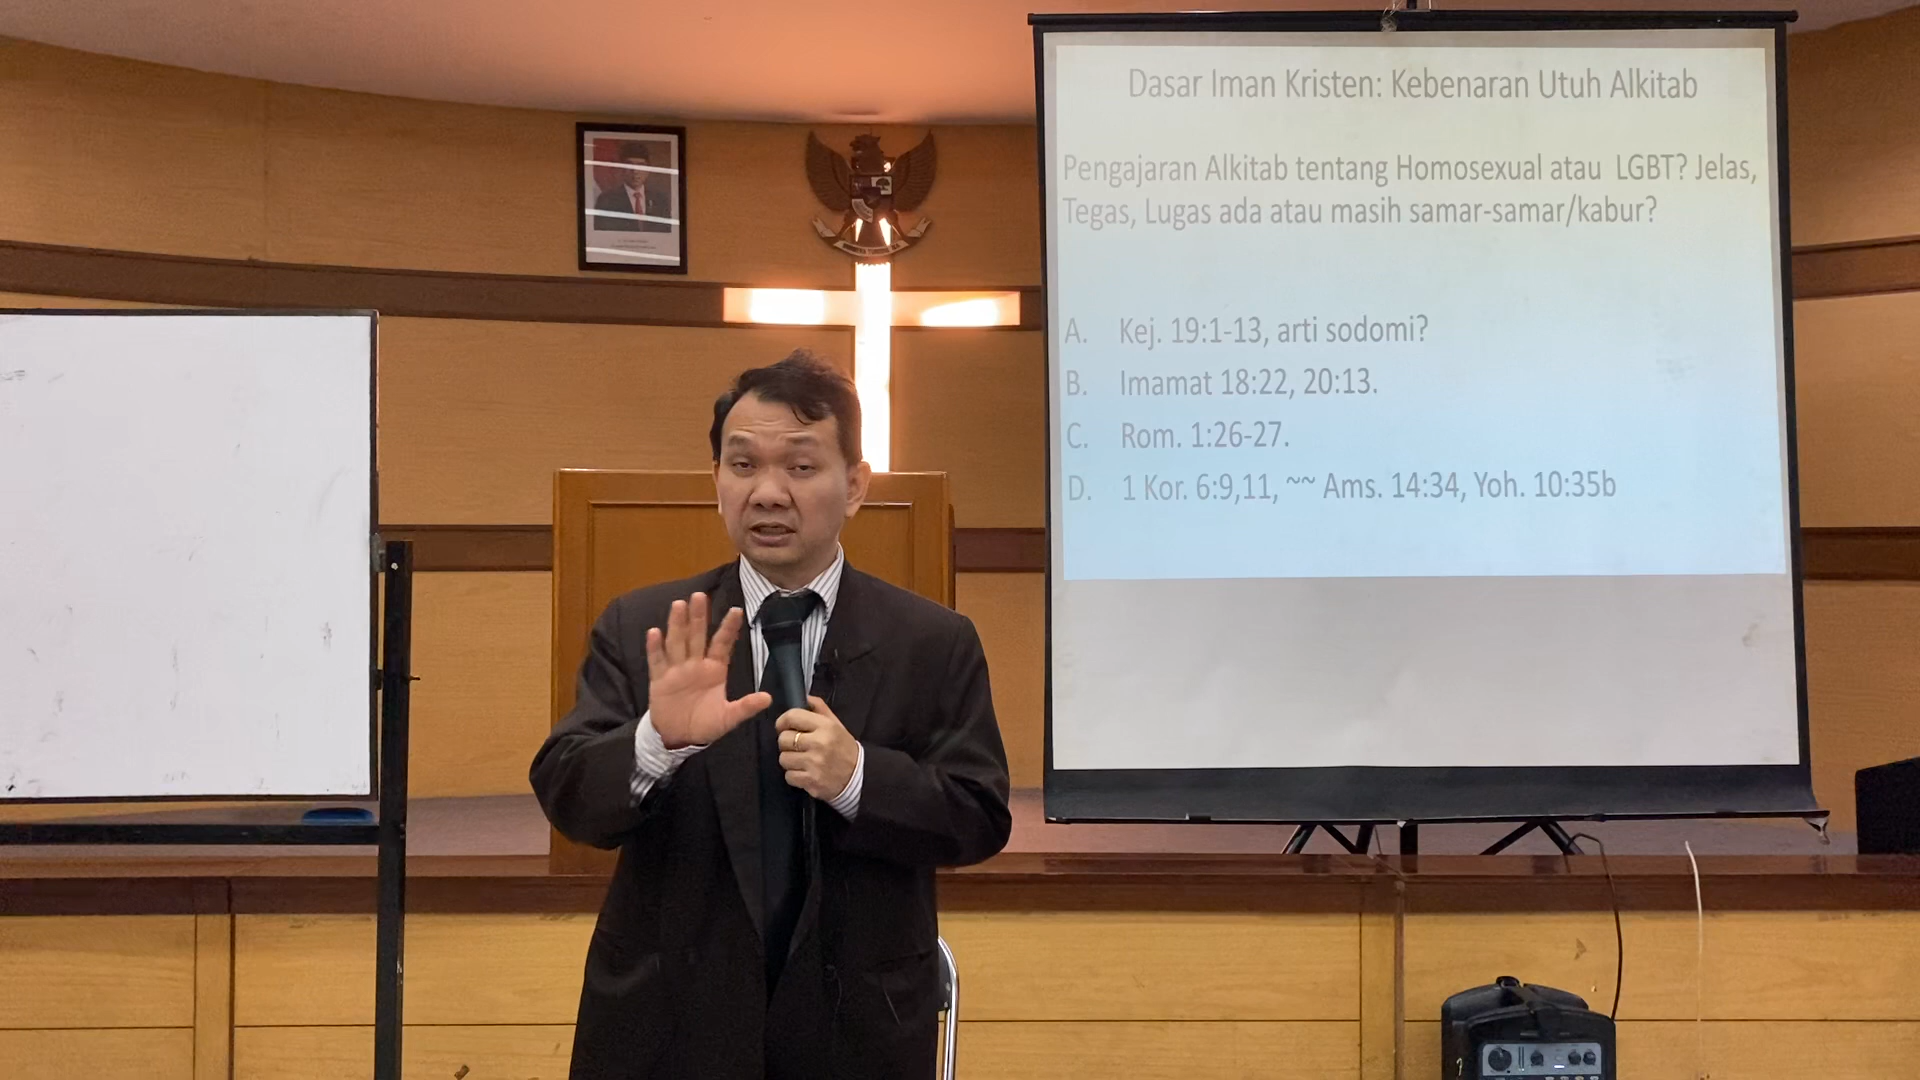 Dasar Iman Kristen: Kebenaran Utuh Alkitab
Pengajaran Alkitab tentang Homosexual atau LGBT? Jelas,
Tegas, Lugas ada atau masih samar-samar/kabur?
A. Kej. 19:1-13, arti sodomi?
B. Imamat 18:22, 20:13.
C. Rom. 1:26-27.
D. 1 Kor. 6:9,11, ~~ Ams. 14:34, Yoh. 10:35b